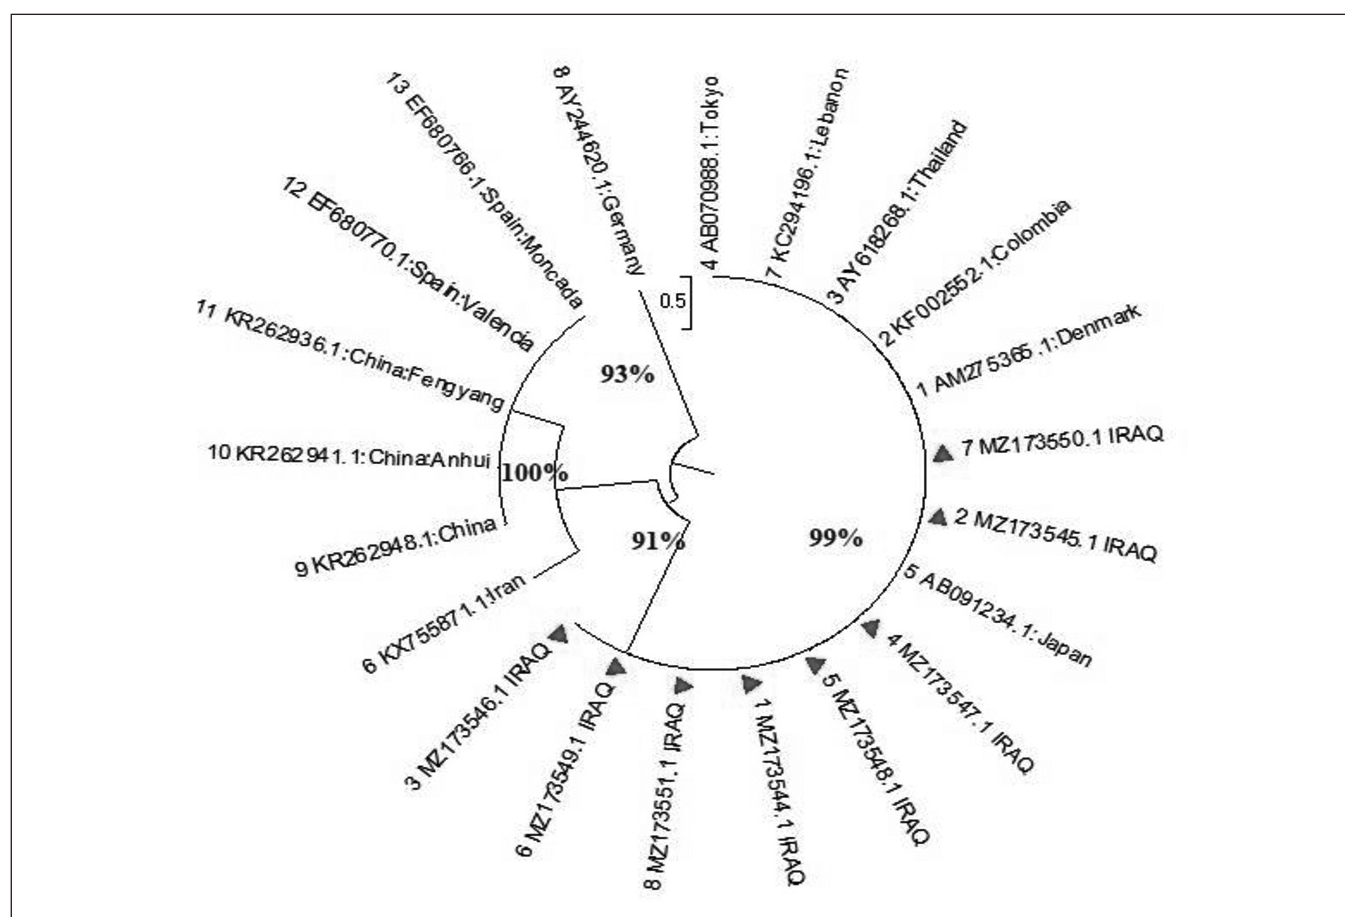 4 AB070988.1:Tokyo
7 KC294196.1:Lebanon
3 AY618268.1:Thailand
2 KF002552.1:Colombia
1 AM275365.1:Denmark
7 MZ173550.1 IRAQ
2 MZ173545.1 IRAQ
5 AB091234.1:Japan
4 MZ173547.1 IRAQ
5 MZ173548.1 IRAQ
1 MZ173544.1 IRAQ
8 MZ173551.1 IRAQ
6 MZ173549.1 IRAQ
3 MZ173546.1 IRAQ
6 KX755871.1:Iran
9 KR262948.1:China
10 KR262941.1:China:Anhui
11 KR262936.1:China:Fengyang
12 EF680770.1:Spain:Valencia
13 EF680766.1:Spain:Moncada
8 AY244620.1:Germany
0.5
93%
100%
91%
99%